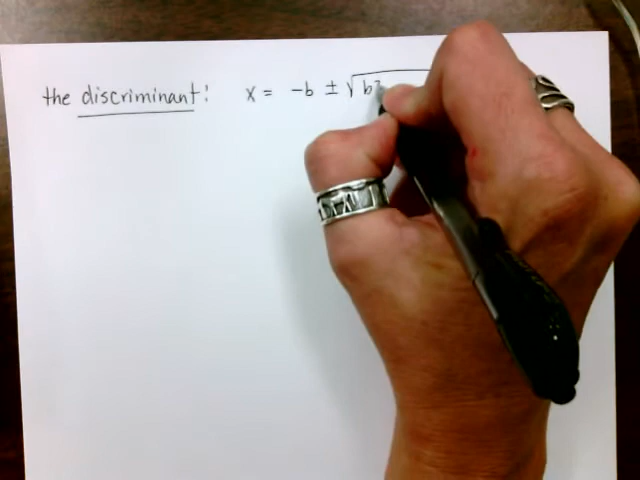 the discriminant: x = -b ± √b²